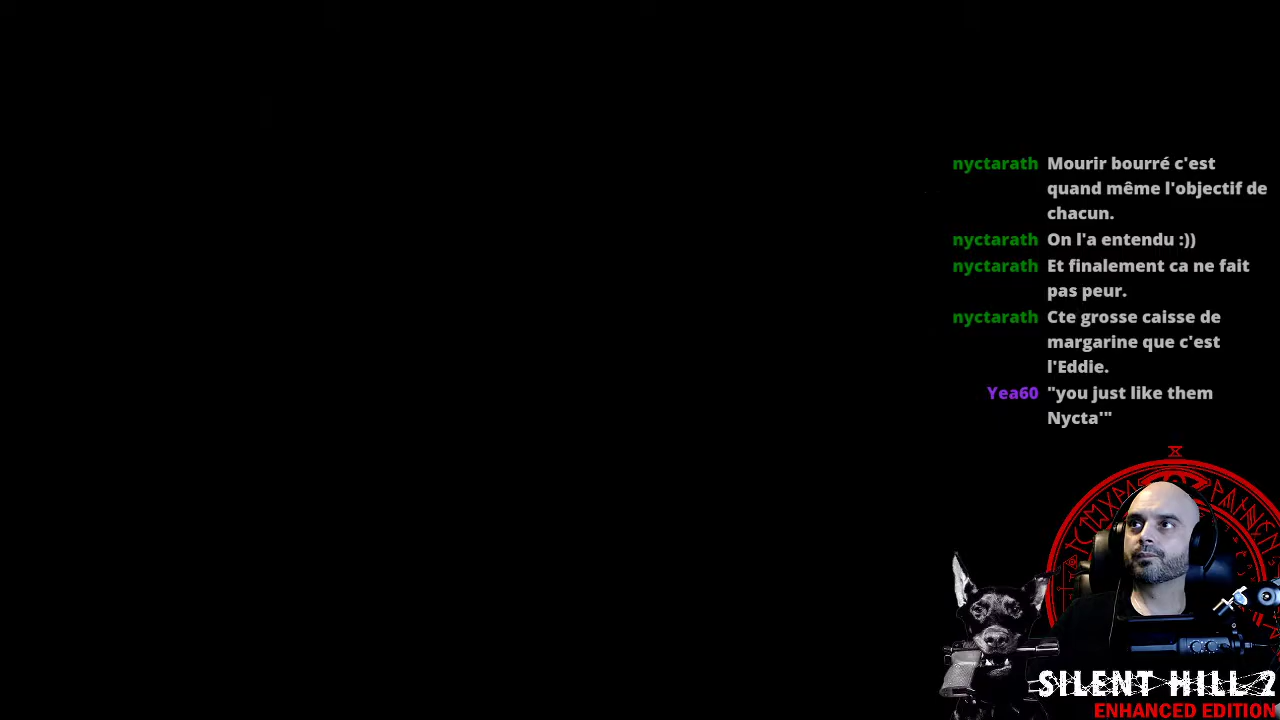 nyctarath Mourir bourré c'est
quand même l'objectif de
chacun.
nyctarath On l'a entendu :))
nyctarath Et finalement ca ne fait
pas peur.
nyctarath Cte grosse caisse de
margarine que c'est
l'Eddie.
Yea60 "you just like them
Nycta'"
SILENT HILL 2
ENHANCED EDITION